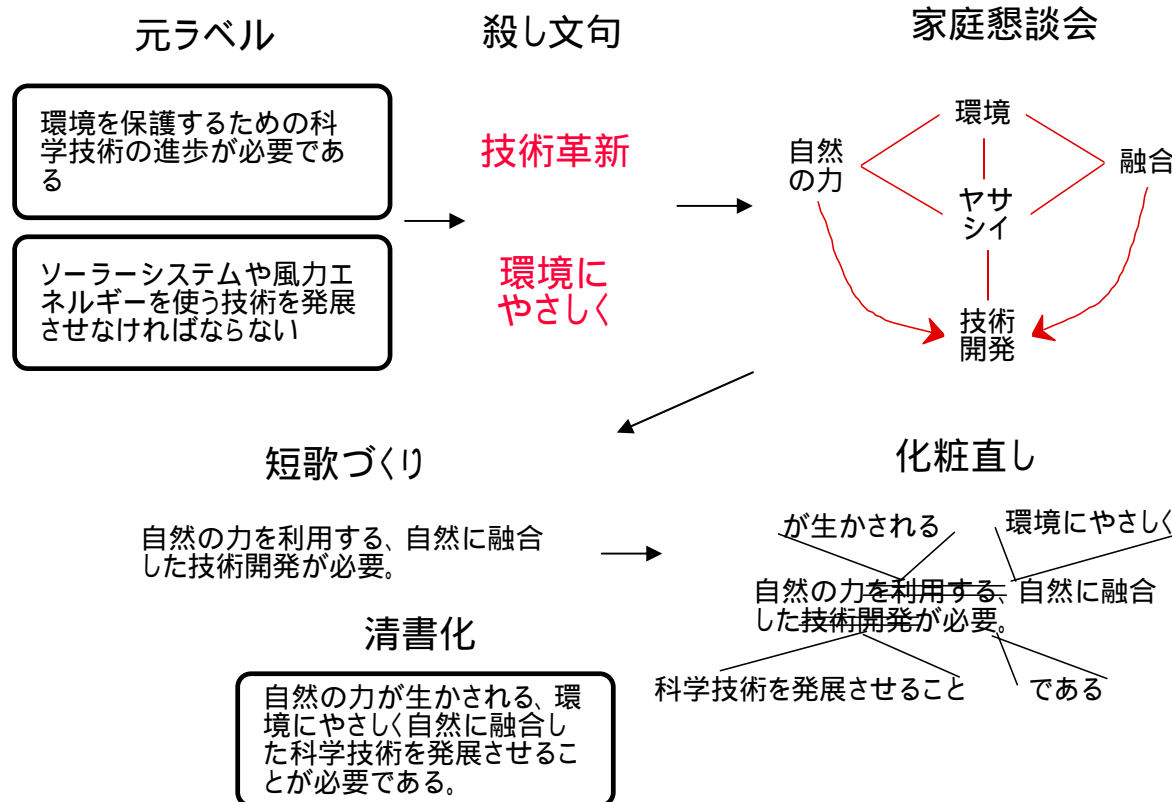 元ラベル
環境を保護するための科
学技術の進歩が必要であ
る
ソーラーシステムや風力エ
ネルギーを使う技術を発展
させなければならない
殺し文句
技術革新
環境に
やさしく
家庭懇談会
環境
自然
の力
融合
ヤサ
シイ
技術
開発
短歌づくり
自然の力を利用する、自然に融合
した技術開発が必要。
化粧直し
が生かされる
環境にやさしく
自然の力を利用する、自然に融合
した技術開発が必要。
科学技術を発展させること
である
清書化
自然の力が生かされる、環
境にやさしく自然に融合し
た科学技術を発展させるこ
とが必要である。